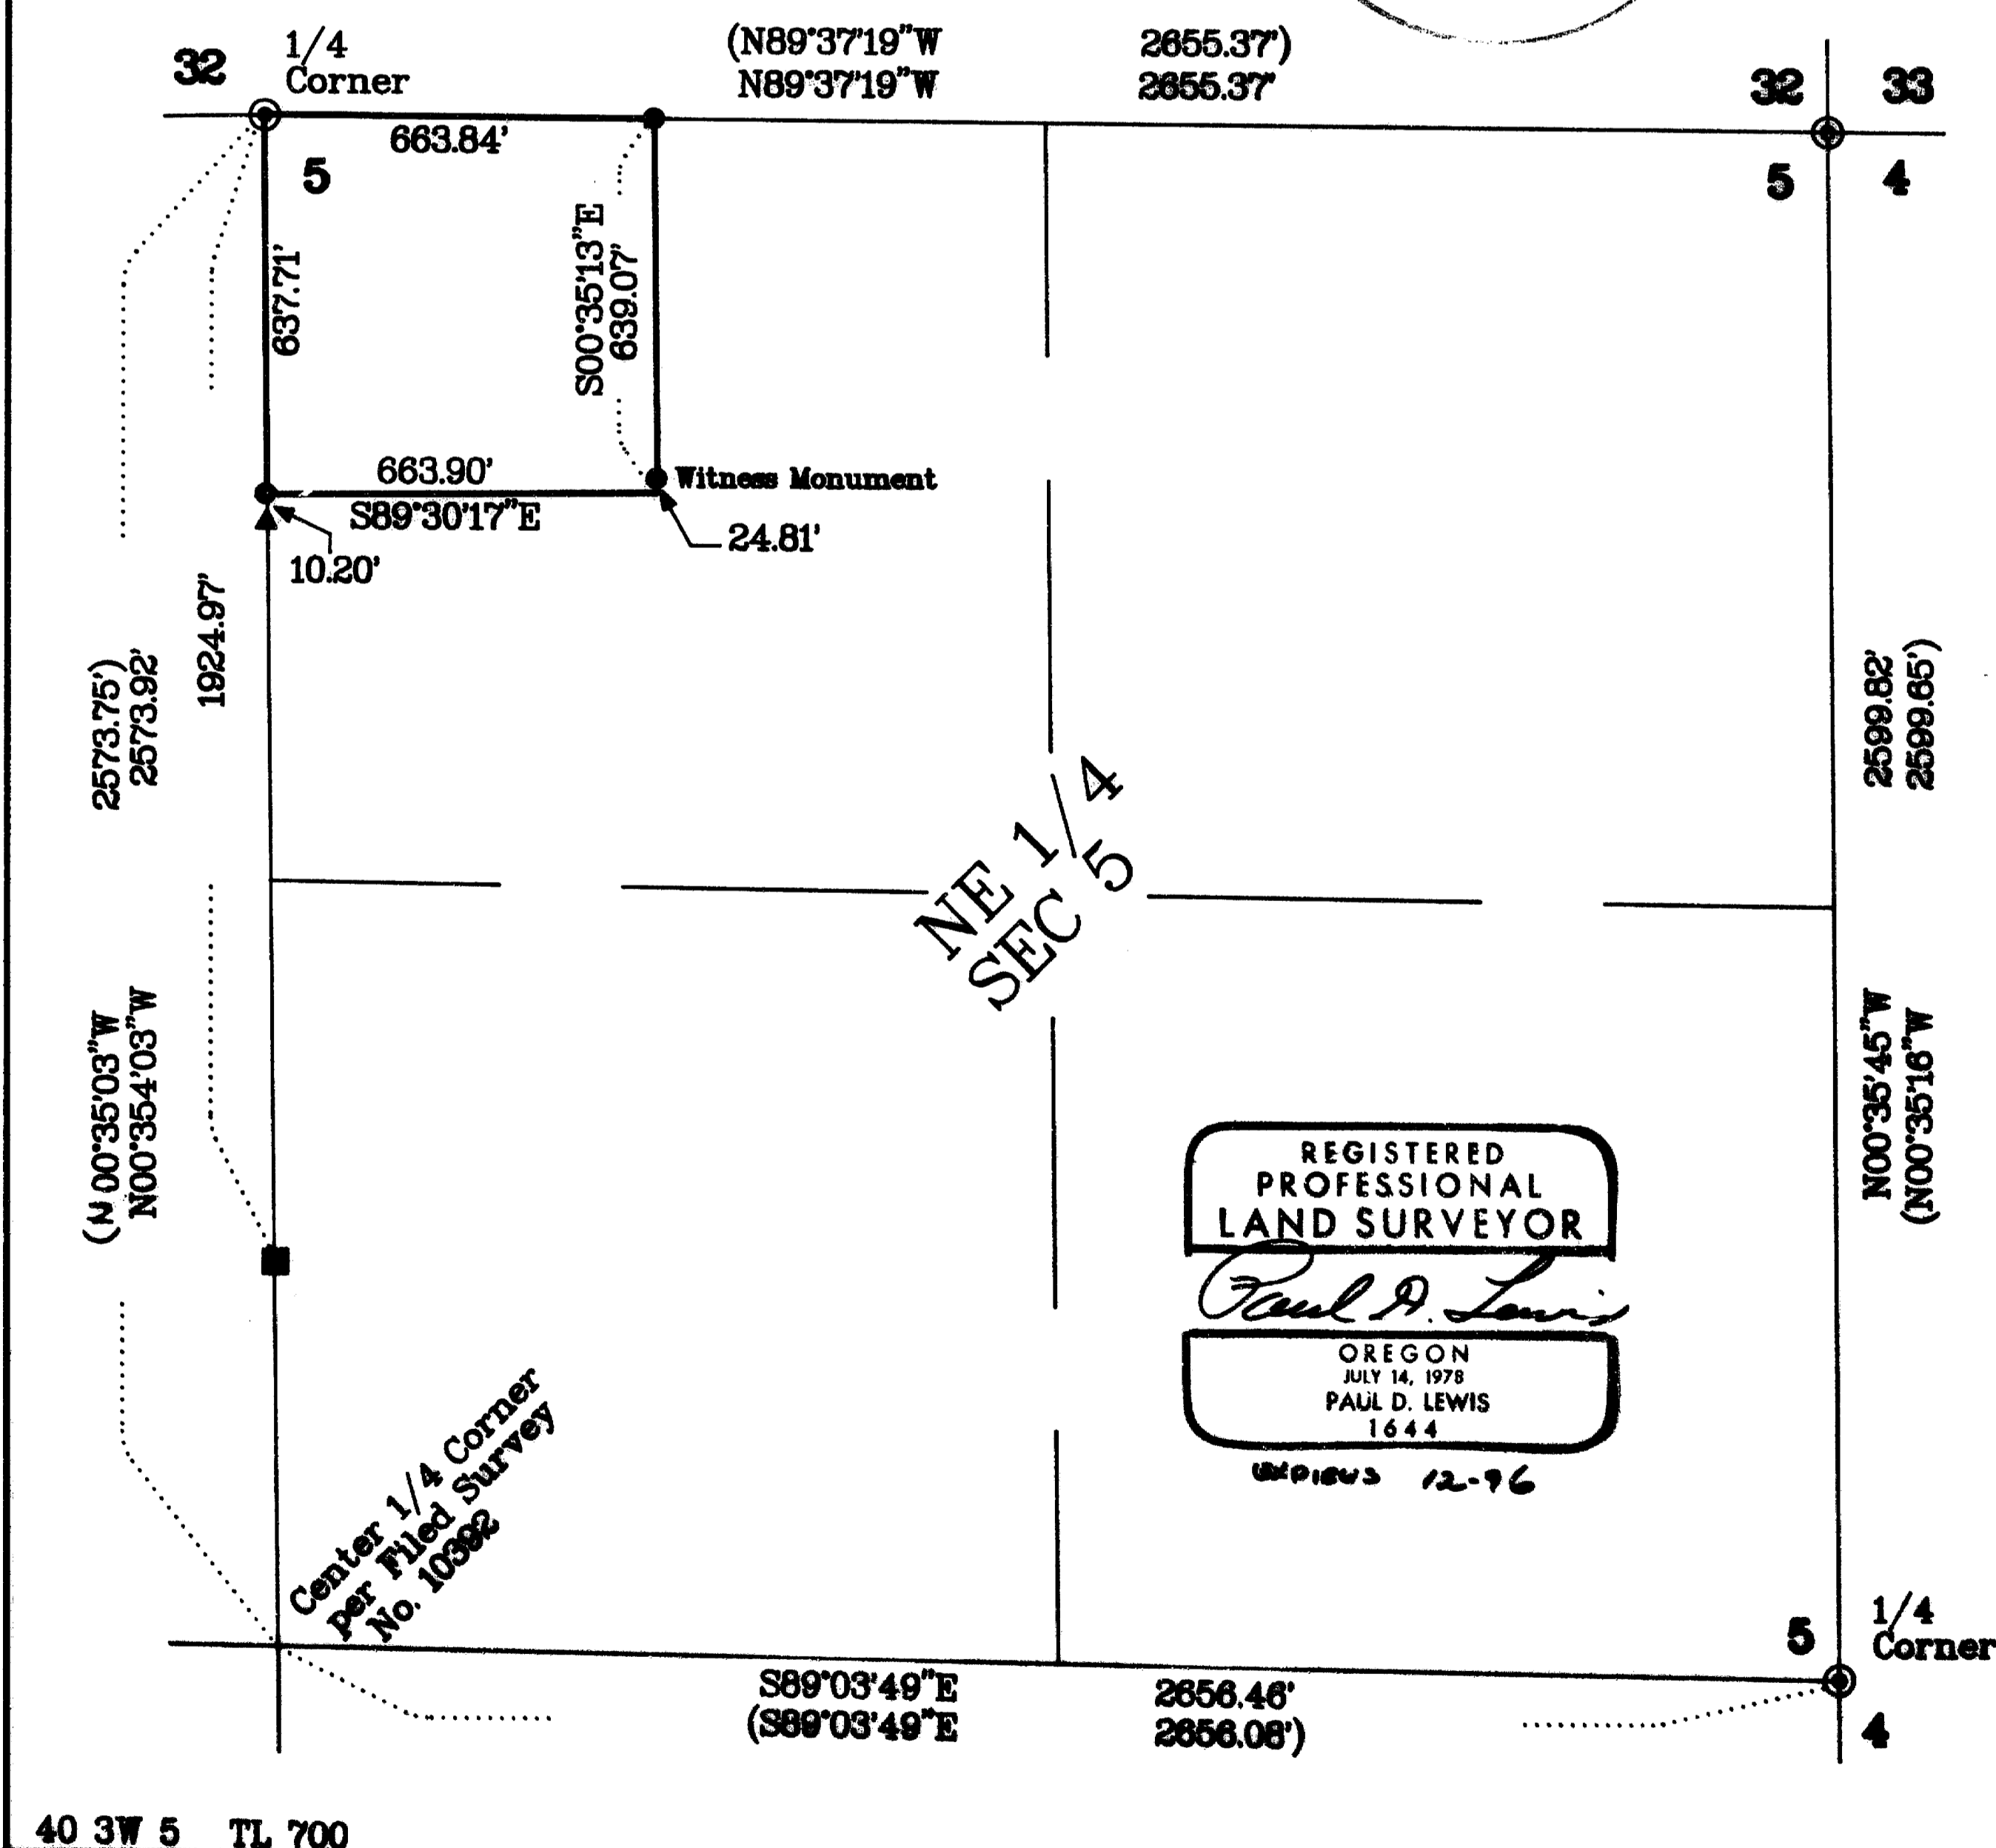 32
1/4
Corner
(N89°37'19"W 2655.37')
N89°37'19"W 2655.37'
32 33
663.84'
5
5 4
637.71'
S00°35'13"E
639.07'
663.90'
Witness Monument
S89°30'17"E
24.81'
10.20'
1924.97'
2573.75')
2573.92'
2599.82'
2599.65')
NE 1/4
SEC 5
(N 00°35'03"W
N00°354'03"W
N00°35'45"W
(N00°35'16"W
REGISTERED
PROFESSIONAL
LAND SURVEYOR
Paul D. Lewis
OREGON
JULY 14, 1978
PAUL D. LEWIS
1644
EXPIRES 12-96
Center 1/4 Corner
per Filed Survey
No. 10392
5
1/4
Corner
S89°03'49"E 2656.46'
(S89°03'49"E 2656.08')
4
40 3W 5 TL 700